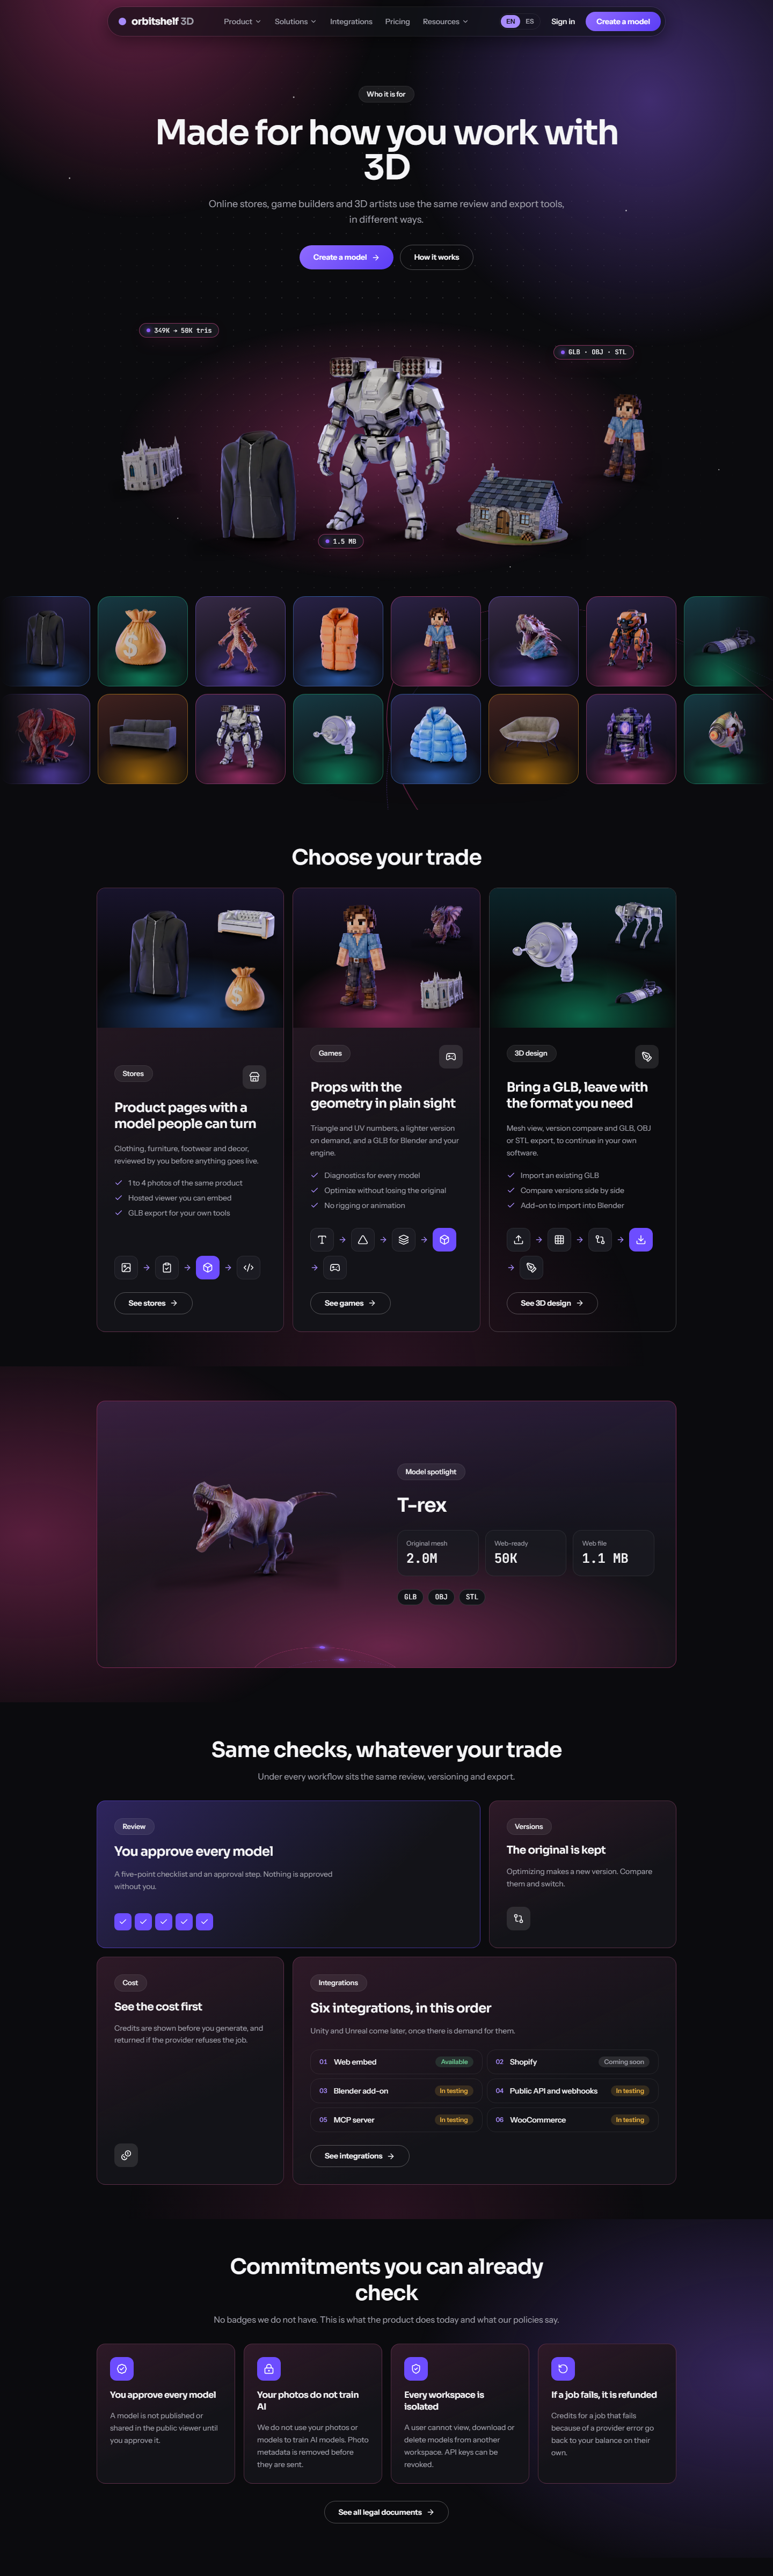 orbitshelf 3D
Product
Solutions
Integrations
Pricing
Resources
EN
ES
Sign in
Create a model
Who it is for
Made for how you work with
3D
Online stores, game builders and 3D artists use the same review and export tools,
in different ways.
Create a model →
How it works
349K → 58K tris
GLB · OBJ · STL
1.5 MB
$
Choose your trade
$
Stores
Product pages with a
model people can turn
Clothing, furniture, footwear and decor,
reviewed by you before anything goes live.
1 to 4 photos of the same product
Hosted viewer you can embed
GLB export for your own tools
See stores →
Games
Props with the
geometry in plain sight
Triangle and UV numbers, a lighter version
on demand, and a GLB for Blender and your
engine.
Diagnostics for every model
Optimize without losing the original
No rigging or animation
See games →
3D design
Bring a GLB, leave with
the format you need
Mesh view, version compare and GLB, OBJ
or STL export, to continue in your own
software.
Import an existing GLB
Compare versions side by side
Add-on to import into Blender
See 3D design →
Model spotlight
T-rex
Original mesh
2.0M
Web-ready
50K
Web file
1.1 MB
GLB
OBJ
STL
Same checks, whatever your trade
Under every workflow sits the same review, versioning and export.
Review
You approve every model
A five-point checklist and an approval step. Nothing is approved
without you.
Versions
The original is kept
Optimizing makes a new version. Compare
them and switch.
Cost
See the cost first
Credits are shown before you generate, and
returned if the provider refuses the job.
Integrations
Six integrations, in this order
Unity and Unreal come later, once there is demand for them.
01 Web embed Available
02 Shopify Coming soon
03 Blender add-on In testing
04 Public API and webhooks In testing
05 MCP server In testing
06 WooCommerce In testing
See integrations →
Commitments you can already
check
No badges we do not have. This is what the product does today and what our policies say.
You approve every model
A model is not published or
shared in the public viewer until
you approve it.
Your photos do not train
AI
We do not use your photos or
models to train AI models. Photo
metadata is removed before
they are sent.
Every workspace is
isolated
A user cannot view, download or
delete models from another
workspace. API keys can be
revoked.
If a job fails, it is refunded
Credits for a job that fails
because of a provider error go
back to your balance on their
own.
See all legal documents →